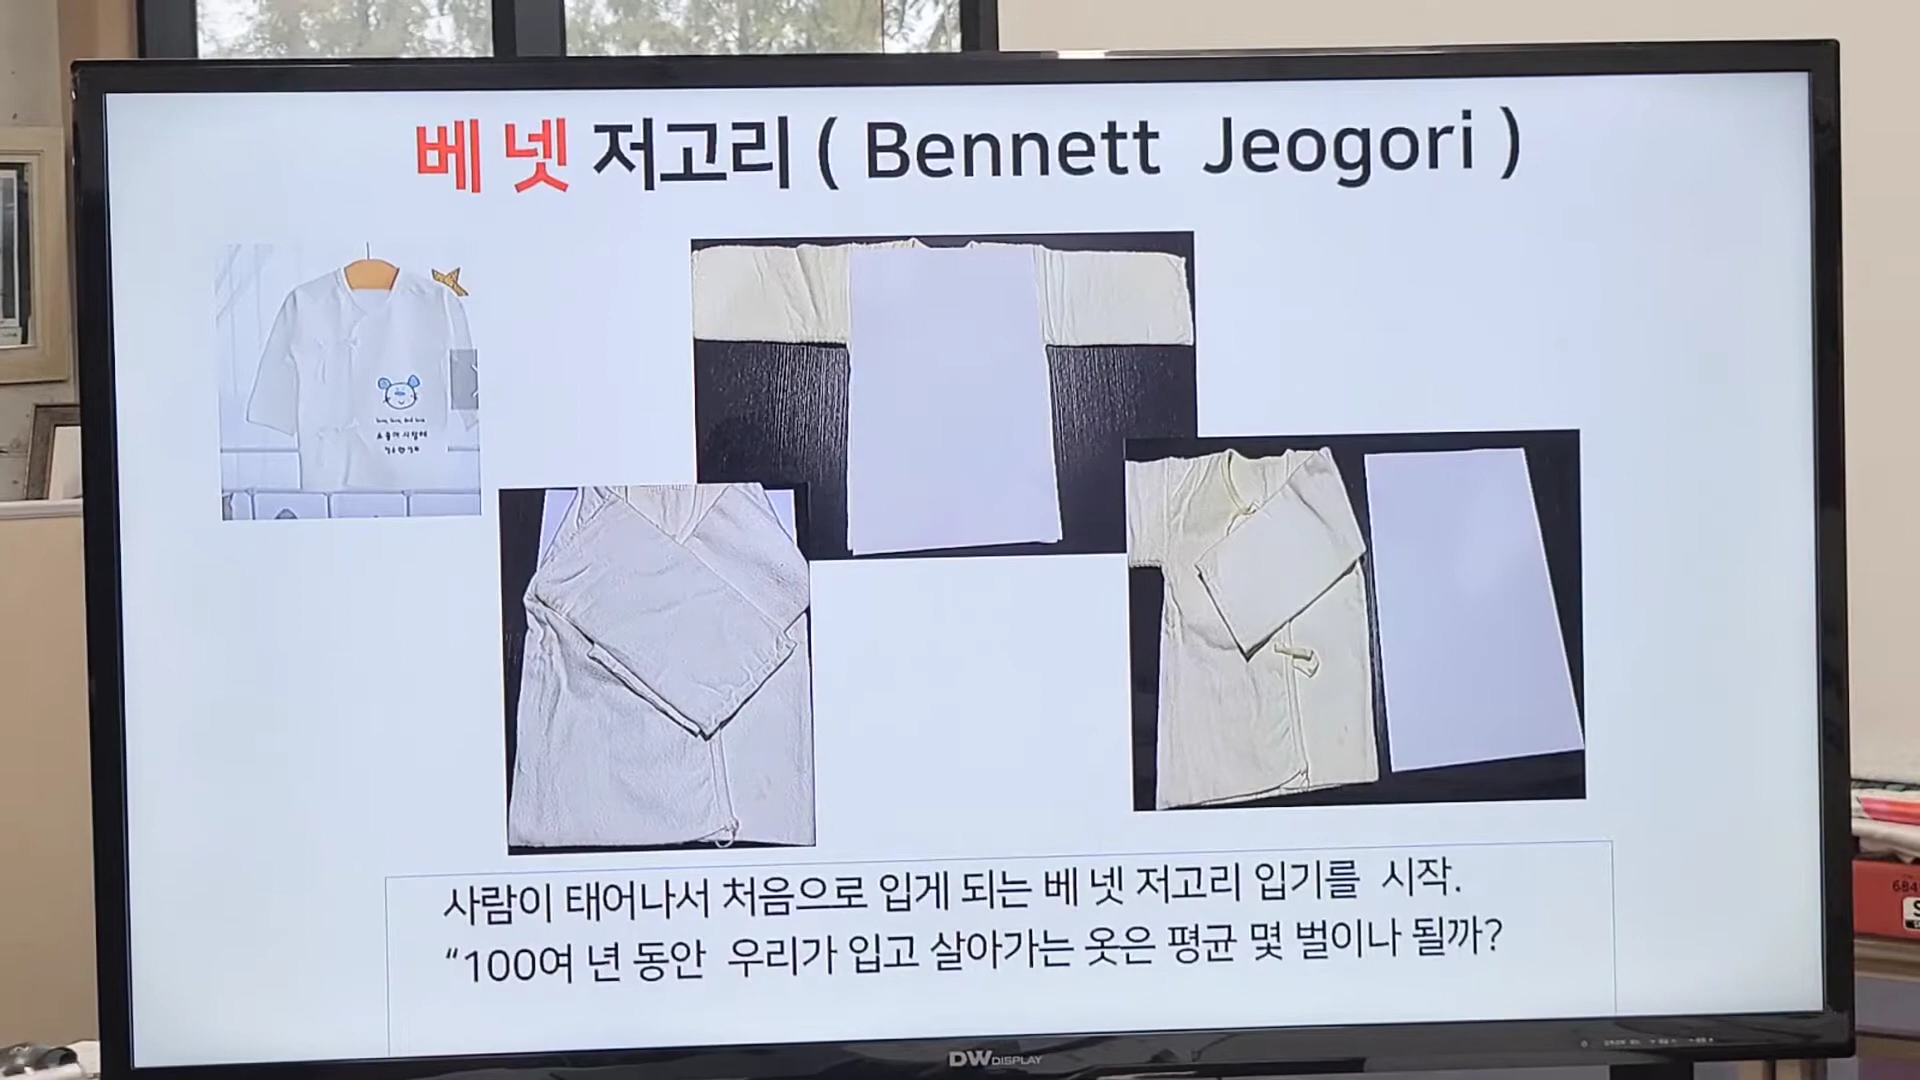 베 넷 저고리 ( Bennett Jeogori )
사람이 태어나서 처음으로 입게 되는 베 넷 저고리 입기를 시작.
“100여 년 동안 우리가 입고 살아가는 옷은 평균 몇 벌이나 될까?
DW DISPLAY
684